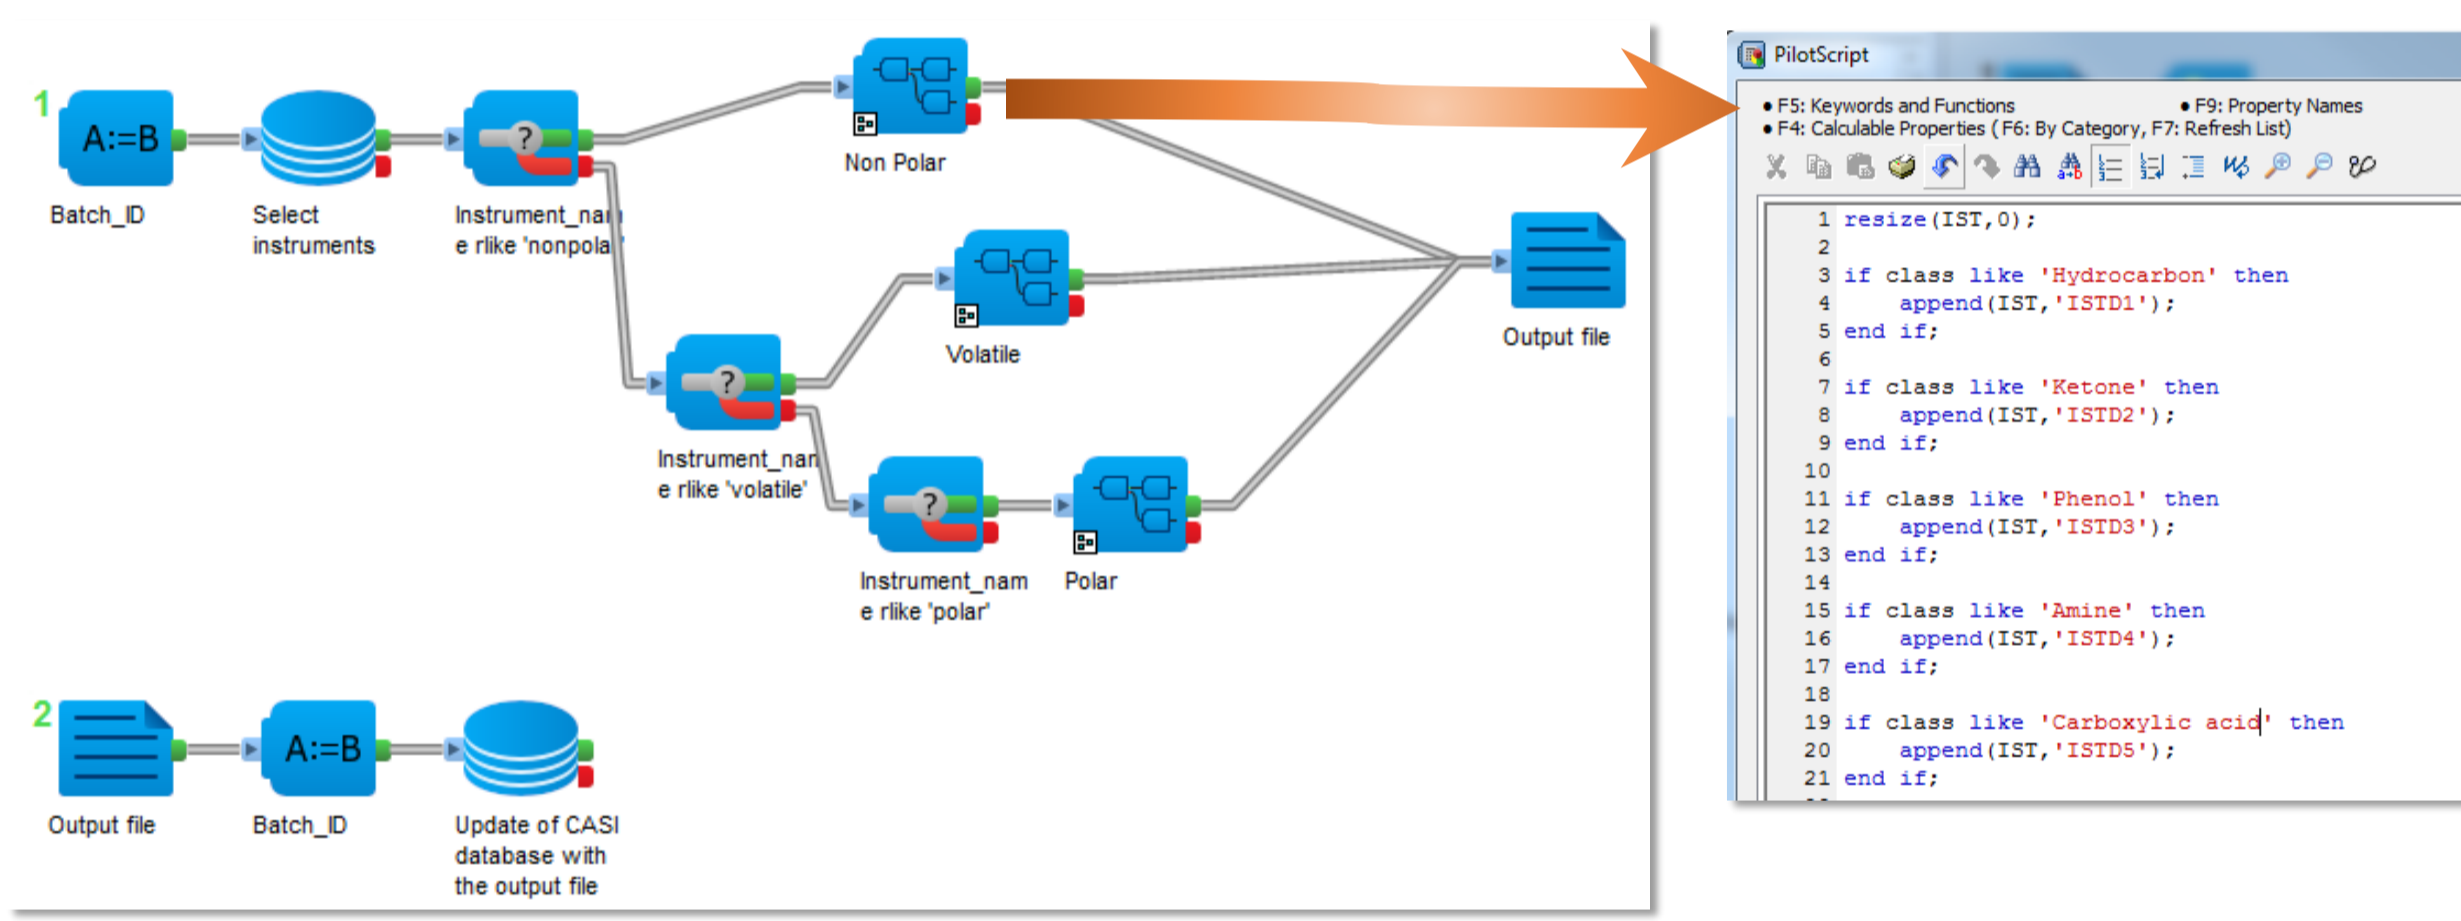 1
A:=B
Batch_ID
Select
instruments
?
Instrument_nam
e rlike 'nonpolar'
Non Polar
?
Instrument_nam
e rlike 'volatile'
Volatile
?
Instrument_nam
e rlike 'polar'
Polar
Output file
2
Output file
A:=B
Batch_ID
Update of CASI
database with
the output file
PilotScript
• F5: Keywords and Functions • F9: Property Names
• F4: Calculable Properties ( F6: By Category, F7: Refresh List)
1 resize(IST,0);
2
3 if class like 'Hydrocarbon' then
4 append(IST,'ISTD1');
5 end if;
6
7 if class like 'Ketone' then
8 append(IST,'ISTD2');
9 end if;
10
11 if class like 'Phenol' then
12 append(IST,'ISTD3');
13 end if;
14
15 if class like 'Amine' then
16 append(IST,'ISTD4');
17 end if;
18
19 if class like 'Carboxylic acid' then
20 append(IST,'ISTD5');
21 end if;